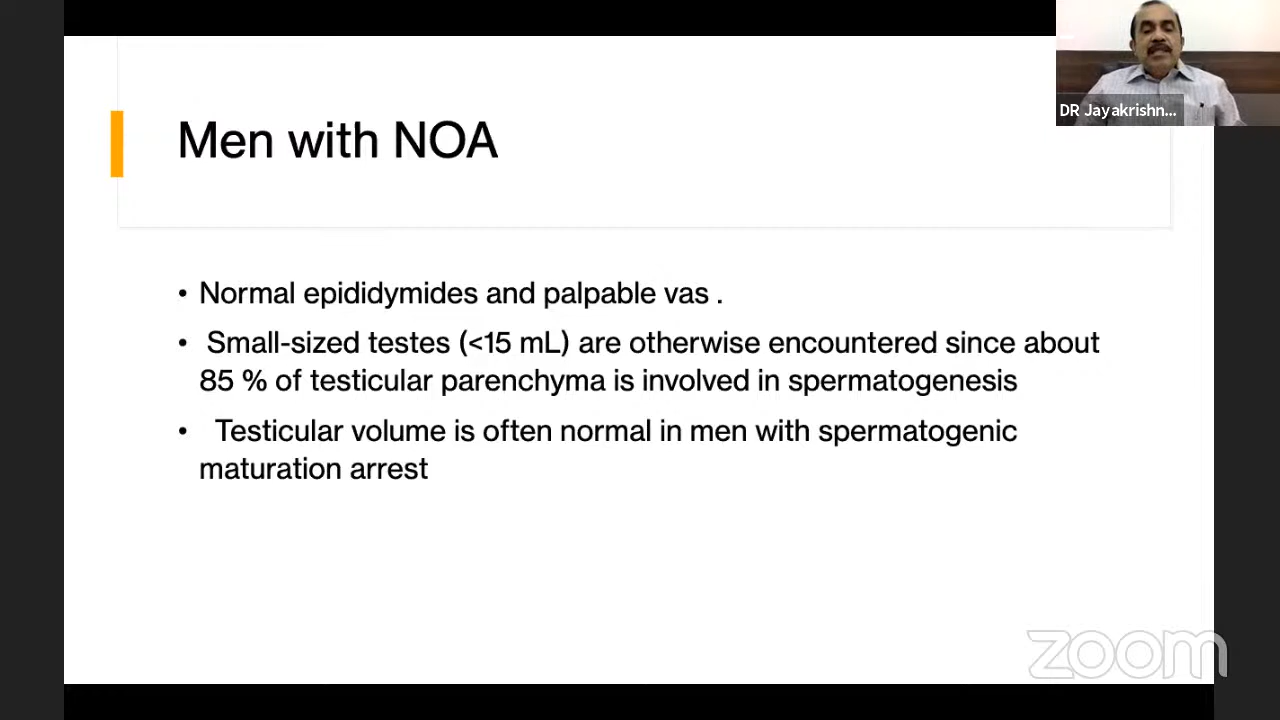 DR Jayakrishn...
Men with NOA
• Normal epididymides and palpable vas .
• Small-sized testes (<15 mL) are otherwise encountered since about
85 % of testicular parenchyma is involved in spermatogenesis
• Testicular volume is often normal in men with spermatogenic
maturation arrest
zoom